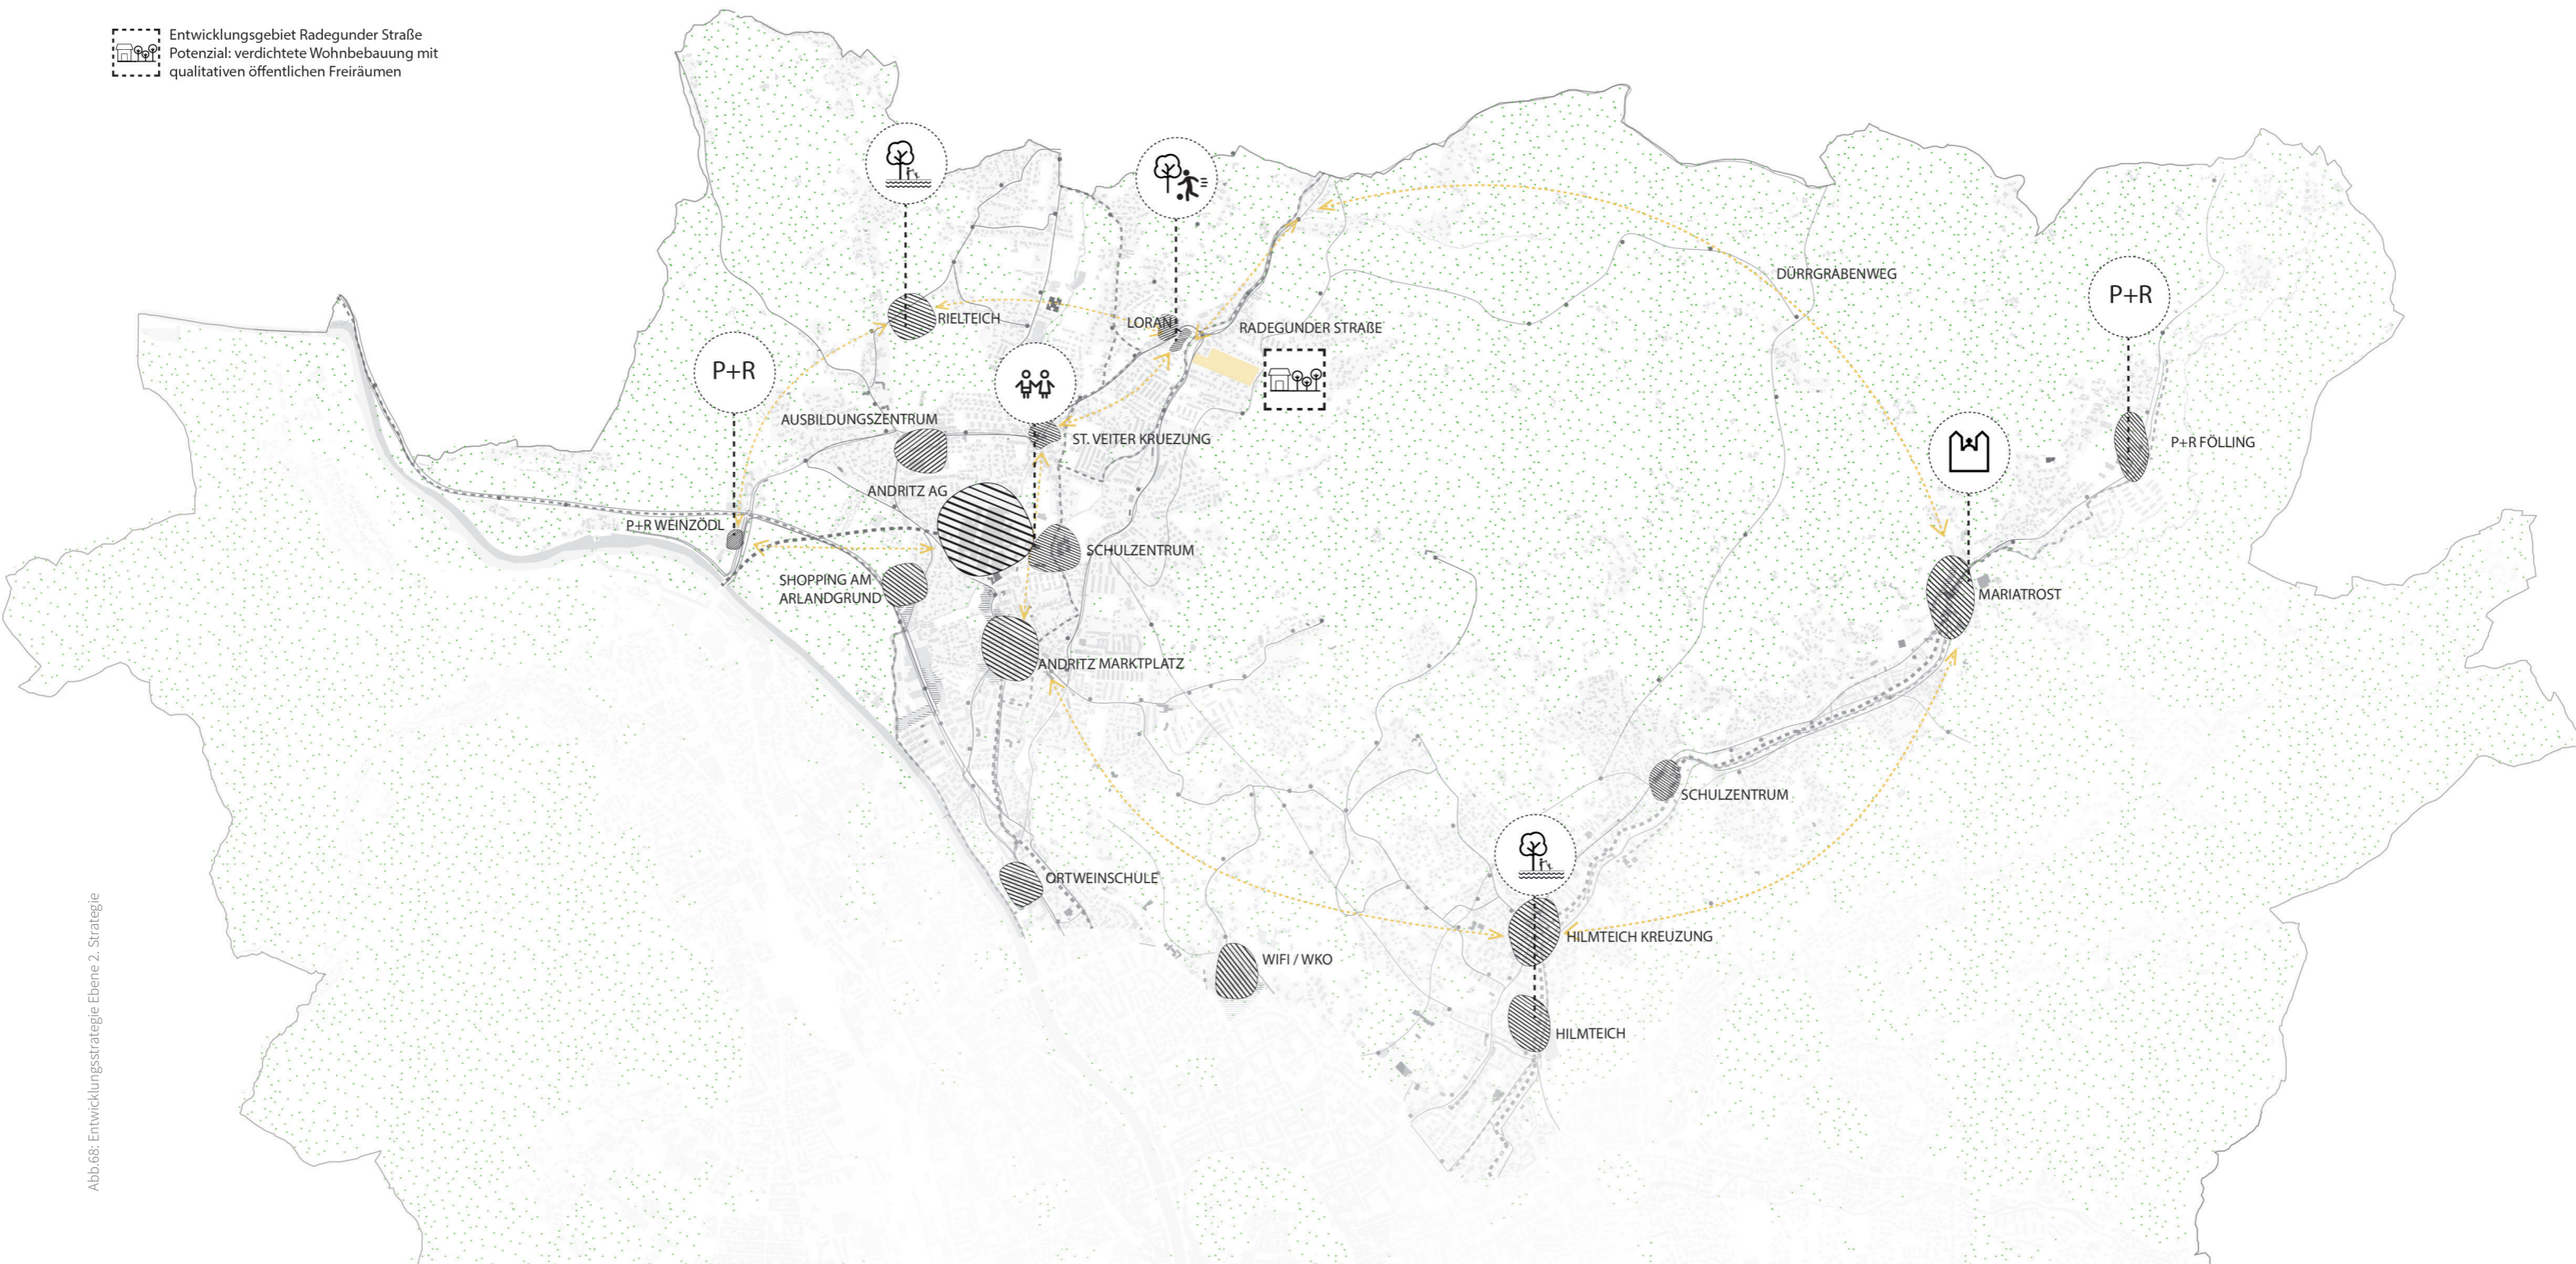 Entwicklungsgebiet Radegunder Straße
Potenzial: verdichtete Wohnbebauung mit
qualitativen öffentlichen Freiräumen
DÜRRGRABENWEG
P+R
RIELTEICH
LORAN
RADEGUNDER STRAßE
P+R
AUSBILDUNGSZENTRUM
ST. VEITER KRUEZUNG
P+R FÖLLING
ANDRITZ AG
P+R WEINZÖDL
SCHULZENTRUM
SHOPPING AM
ARLANDGRUND
MARIATROST
ANDRITZ MARKTPLATZ
SCHULZENTRUM
ORTWEINSCHULE
HILMTEICH KREUZUNG
WIFI / WKO
HILMTEICH
Abb.68: Entwicklungsstrategie Ebene 2. Strategie